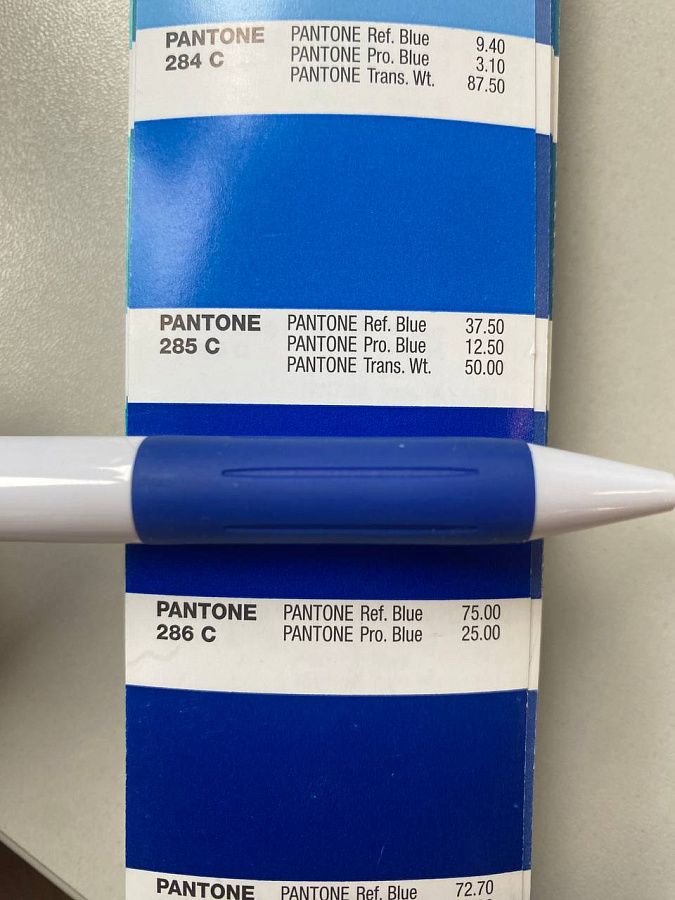 PANTONE PANTONE Ref. Blue 9.40
284 C PANTONE Pro. Blue 3.10
PANTONE Trans. Wt. 87.50
PANTONE PANTONE Ref. Blue 37.50
285 C PANTONE Pro. Blue 12.50
PANTONE Trans. Wt. 50.00
PANTONE PANTONE Ref. Blue 75.00
286 C PANTONE Pro. Blue 25.00
PANTONE PANTONE Ref. Blue 72.70